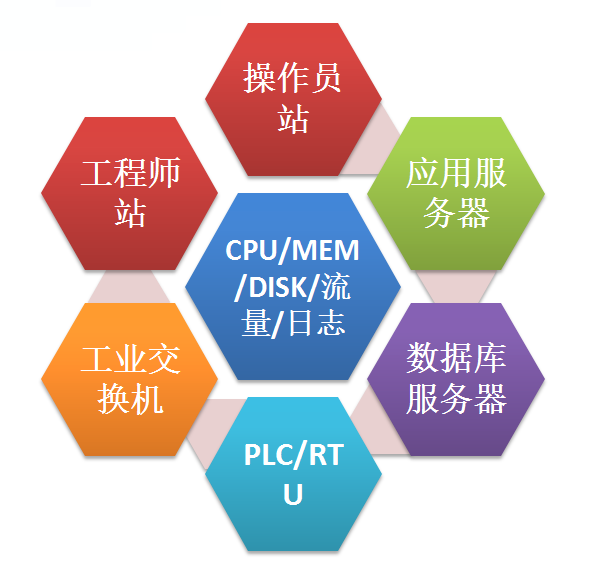 操作员
站
工程师
站
应用服
务器
CPU/MEM
/DISK/流
量/日志
工业交
换机
数据库
服务器
PLC/RT
U